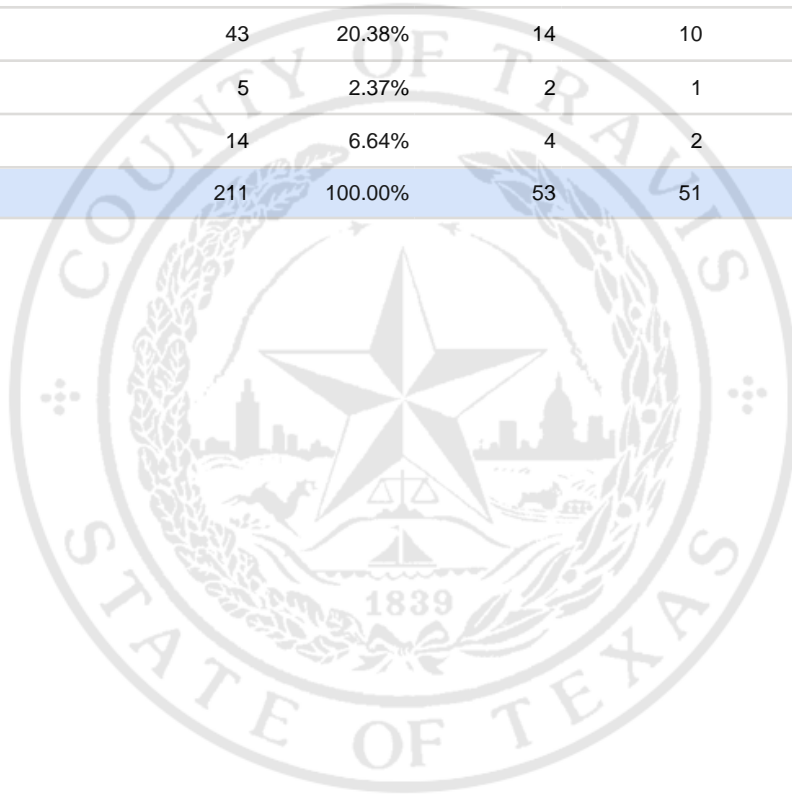 43 20.38% 14 10
5 2.37% 2 1
14 6.64% 4 2
211 100.00% 53 51
COUNTY OF TRAVIS
1839
STATE OF TEXAS